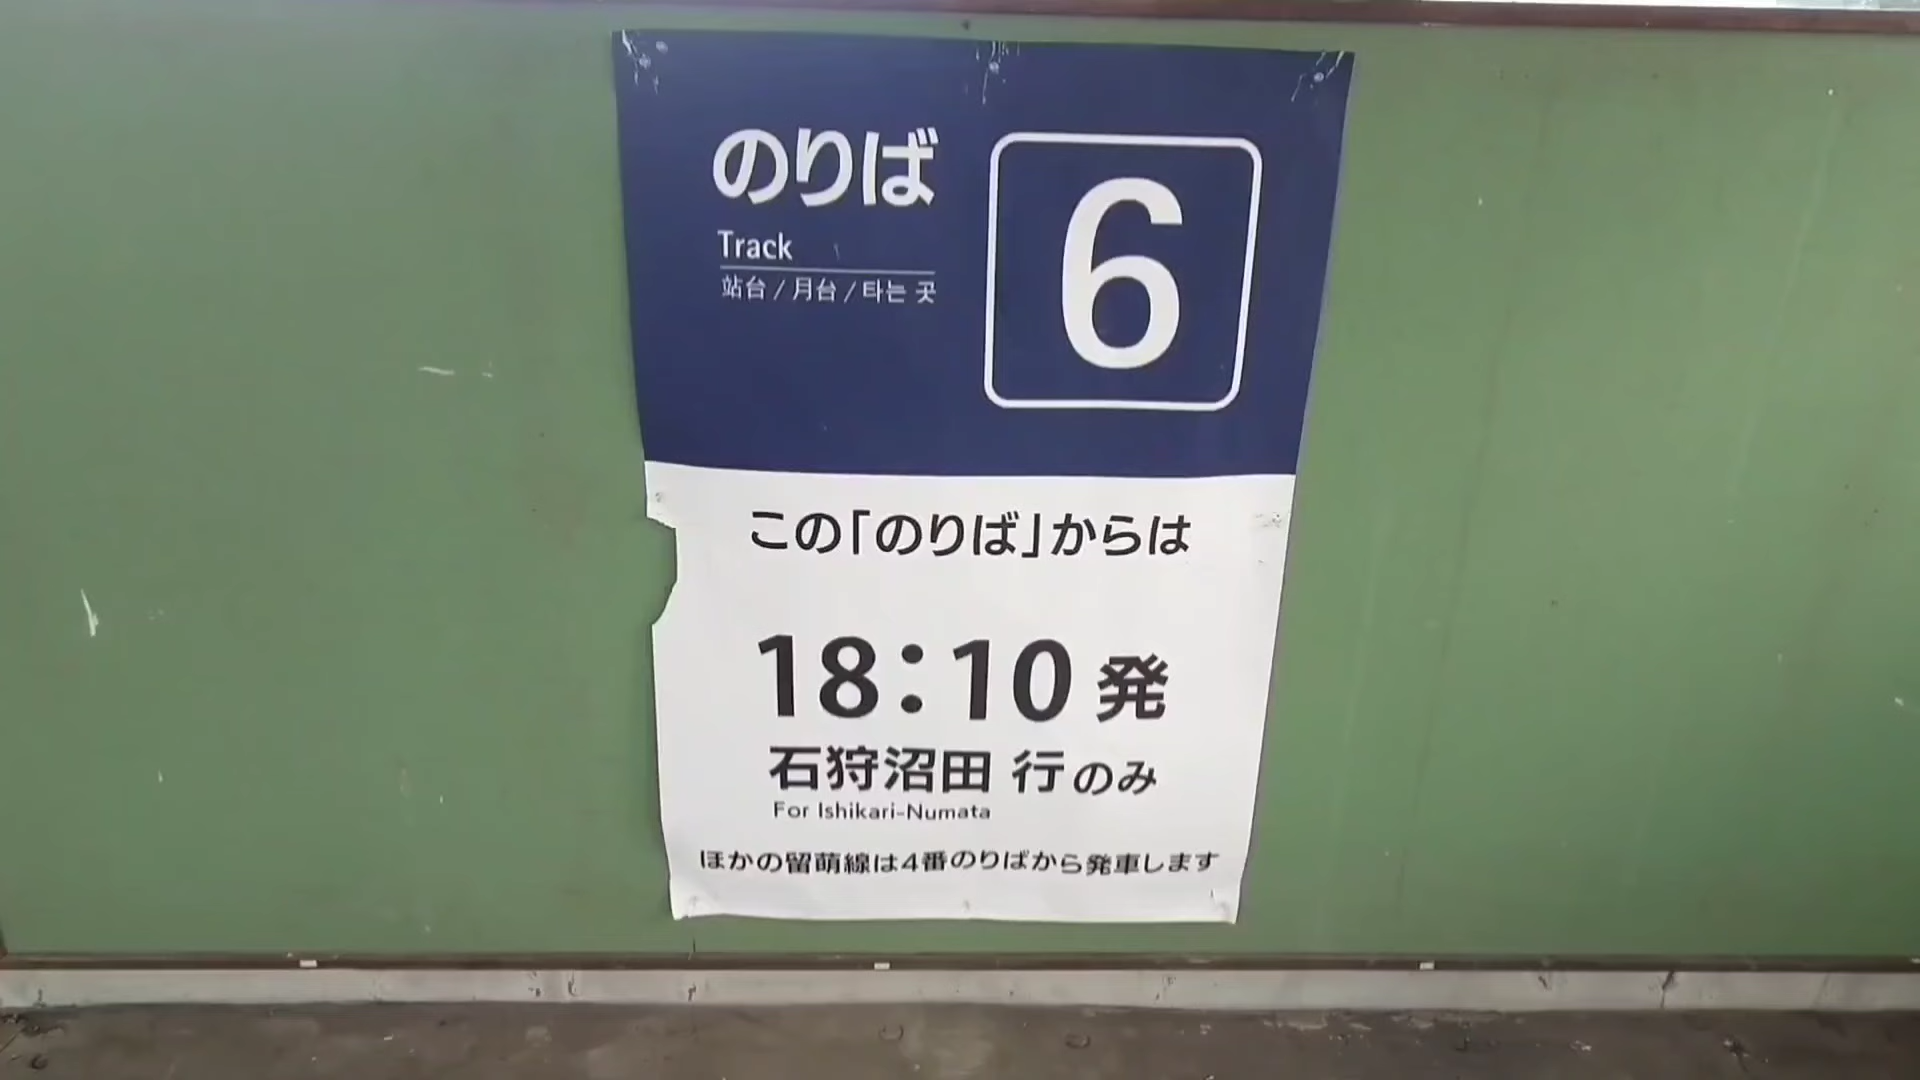 のりば
Track
站台 / 月台 / 타는 곳
6
この「のりば」からは
18:10 発
石狩沼田 行のみ
For Ishikari-Numata
ほかの留萌線は4番のりばから発車します